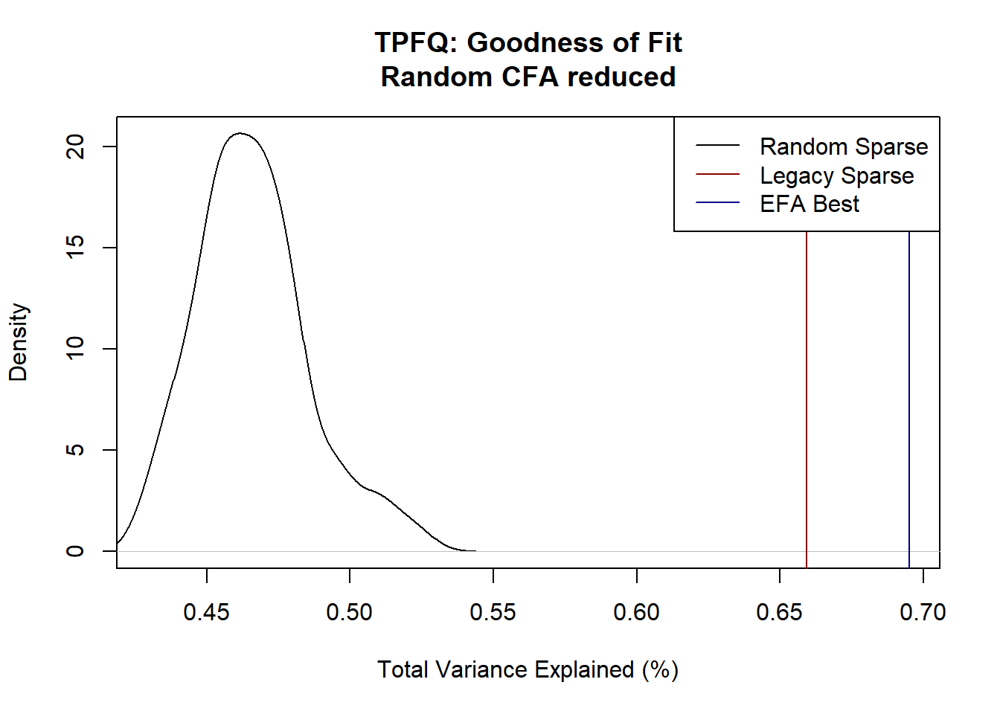 TPFQ: Goodness of Fit
Random CFA reduced
Random Sparse
Legacy Sparse
EFA Best
Density
20
15
10
5
0
0.45 0.50 0.55 0.60 0.65 0.70
Total Variance Explained (%)